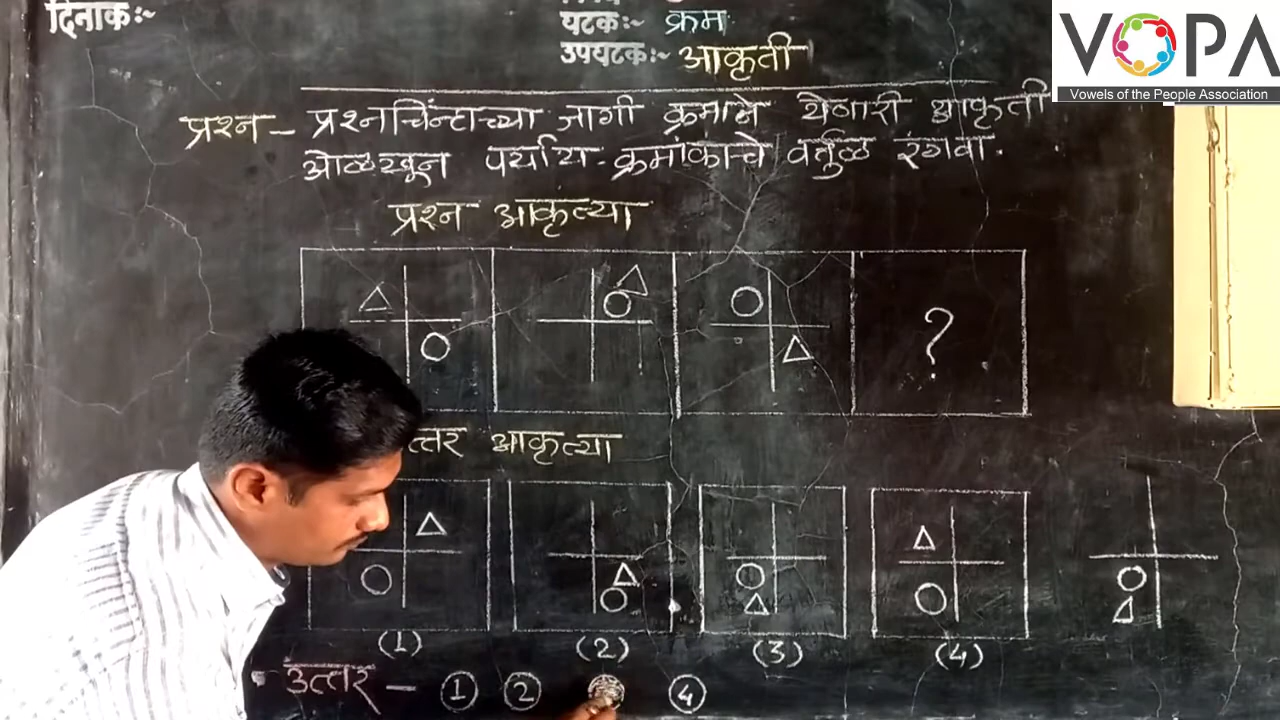 दिनाक:~
घटक:~ क्रम
उपघटक:~ आकृती
VOPA
Vowels of the People Association
प्रश्न – प्रश्नचिंन्हाच्या जागी क्रमाने येणारी आकृती
ओळखून पर्याय क्रमांकाचे वर्तुळ रंगवा.
प्रश्न आकृत्या
?
त्तर आकृत्या
(1) (2) (3) (4)
उत्तर – 1 2 4